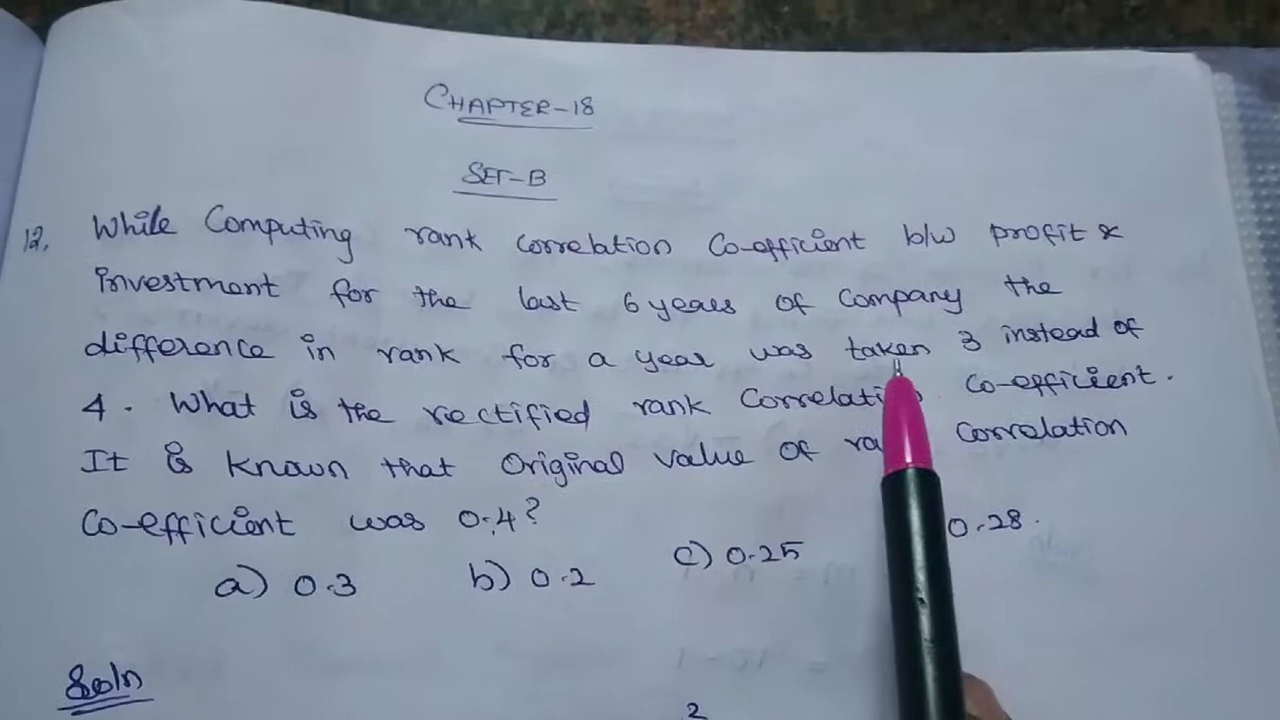 CHAPTER-18
SET-B
12. While Computing rank correlation Co-efficient b/w profit &
investment for the last 6 years of Company the
difference in rank for a year was taken 3 instead of
4. What is the rectified rank Correlati Co-efficient.
It is known that Original value of ra Correlation
Co-efficient was 0.4?
a) 0.3 b) 0.2 c) 0.25 0.28.
Soln
2